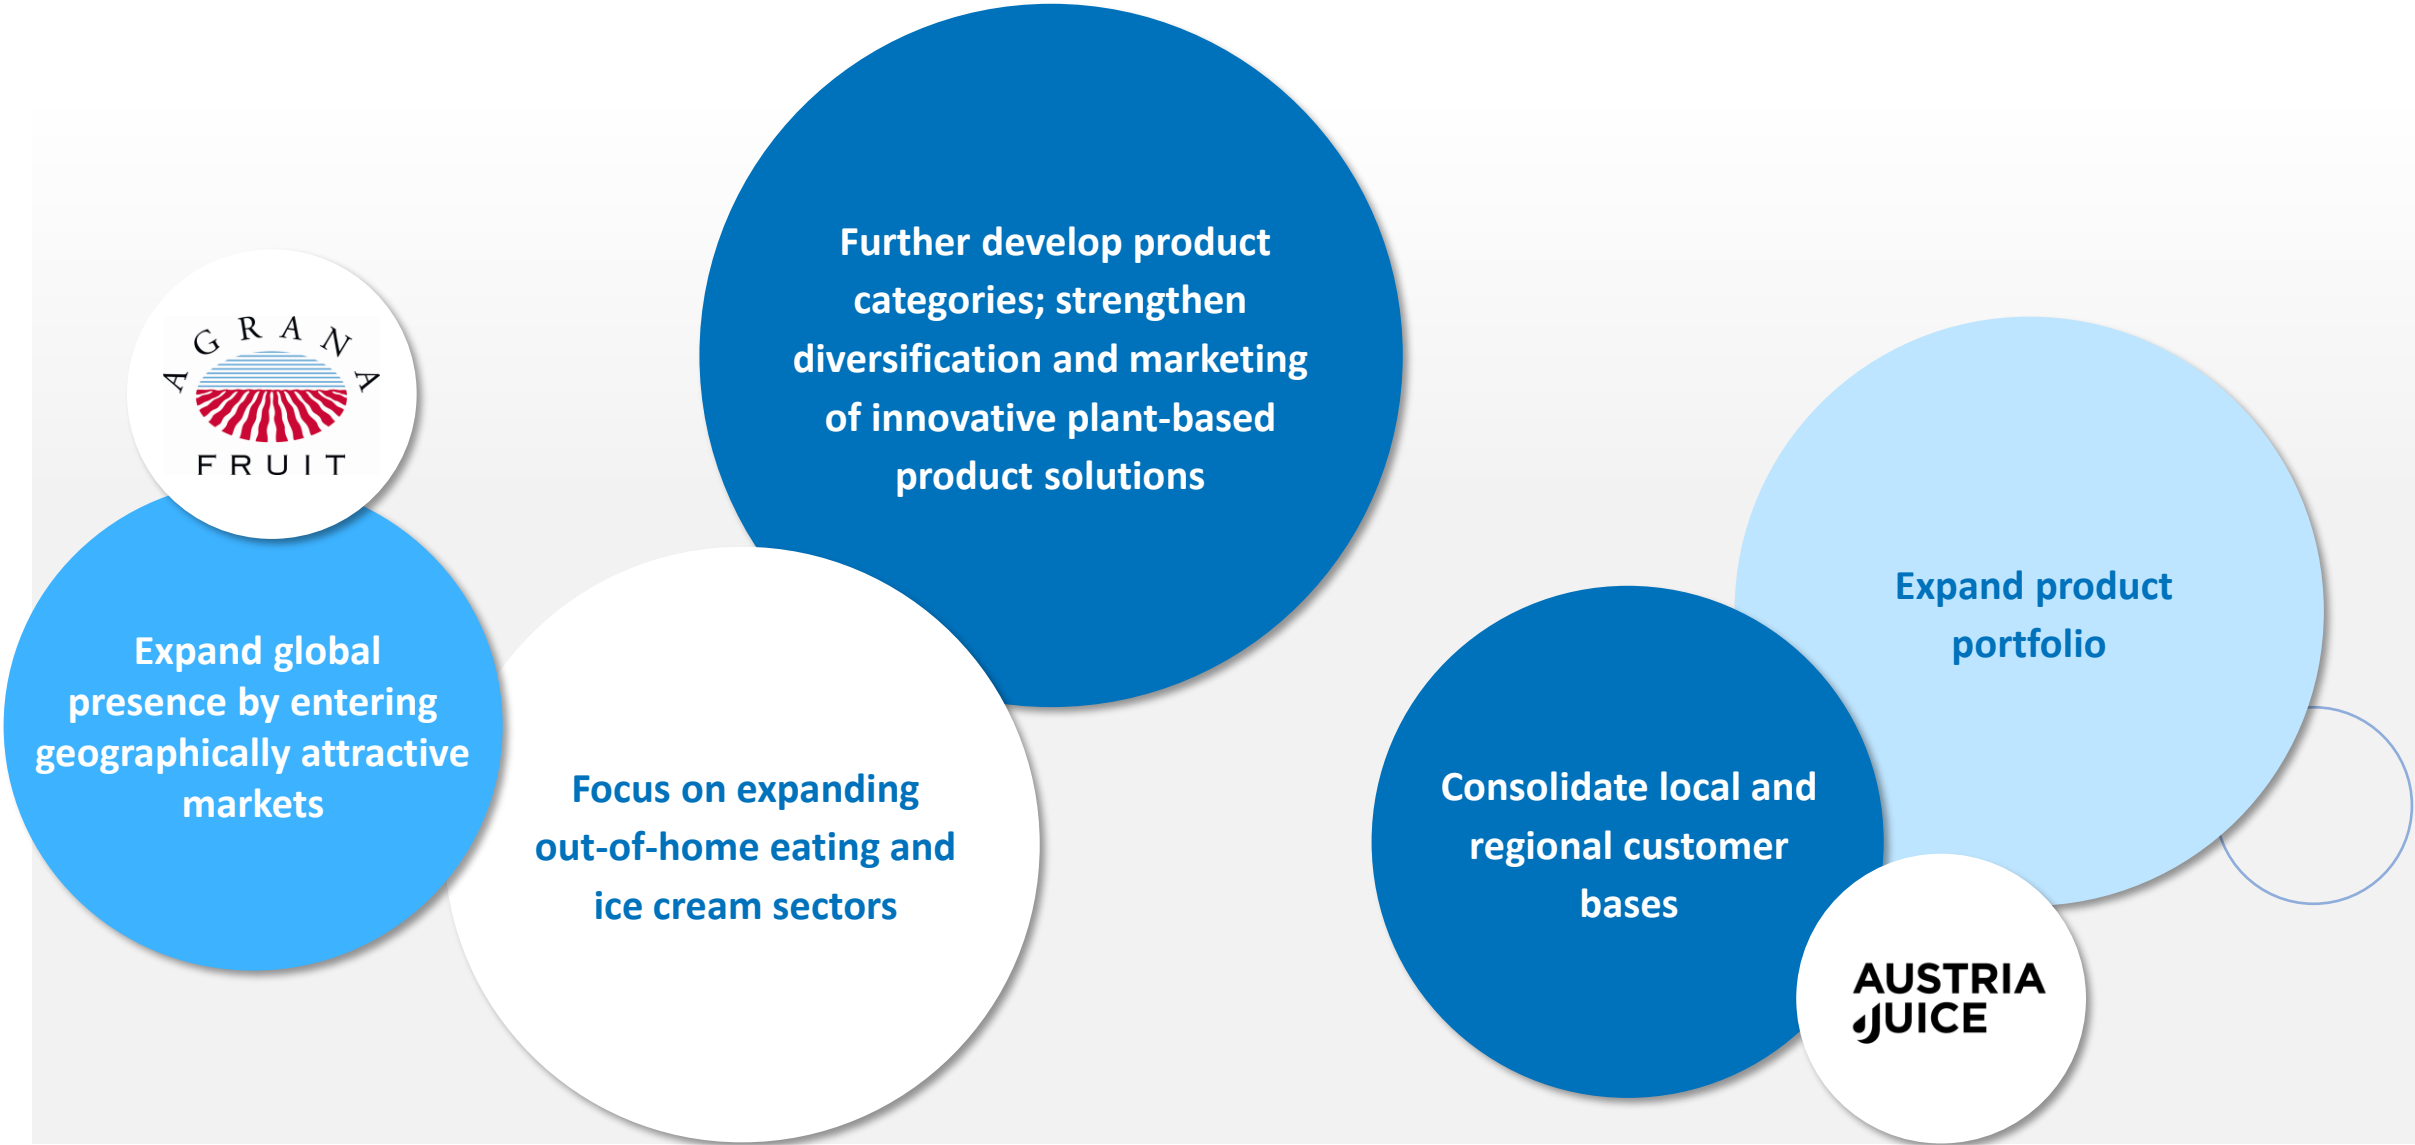 AGRANA
FRUIT
Expand global
presence by entering
geographically attractive
markets
Focus on expanding
out-of-home eating and
ice cream sectors
Further develop product
categories; strengthen
diversification and marketing
of innovative plant-based
product solutions
Consolidate local and
regional customer
bases
Expand product
portfolio
AUSTRIA
JUICE